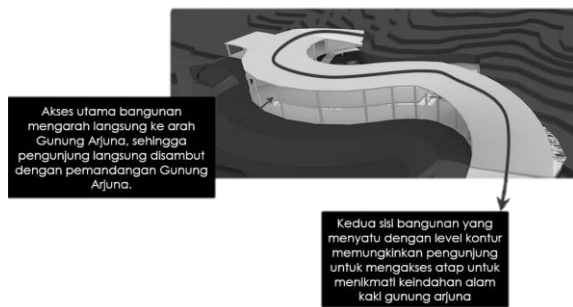 Akses utama bangunan
mengarah langsung ke arah
Gunung Arjuna, sehingga
pengunjung langsung disambut
dengan pemandangan Gunung
Arjuna.
Kedua sisi bangunan yang
menyatu dengan level kontur
memungkinkan pengunjung
untuk mengakses atap untuk
menikmati keindahan alam
kaki gunung arjuna